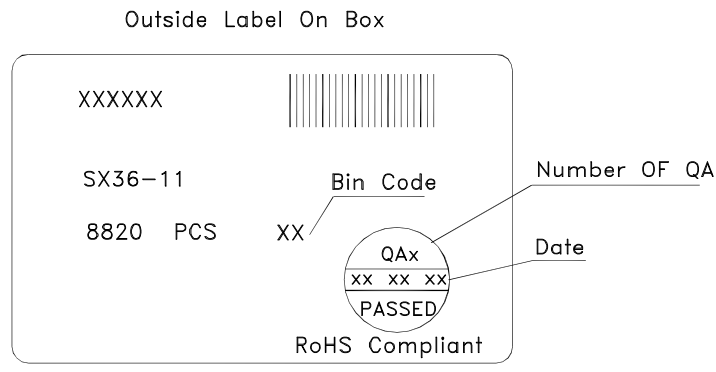 Outside Label On Box
XXXXXX
SX36-11
Bin Code
Number OF QA
8820 PCS XX
Date
QAx
xx xx xx
PASSED
RoHS Compliant